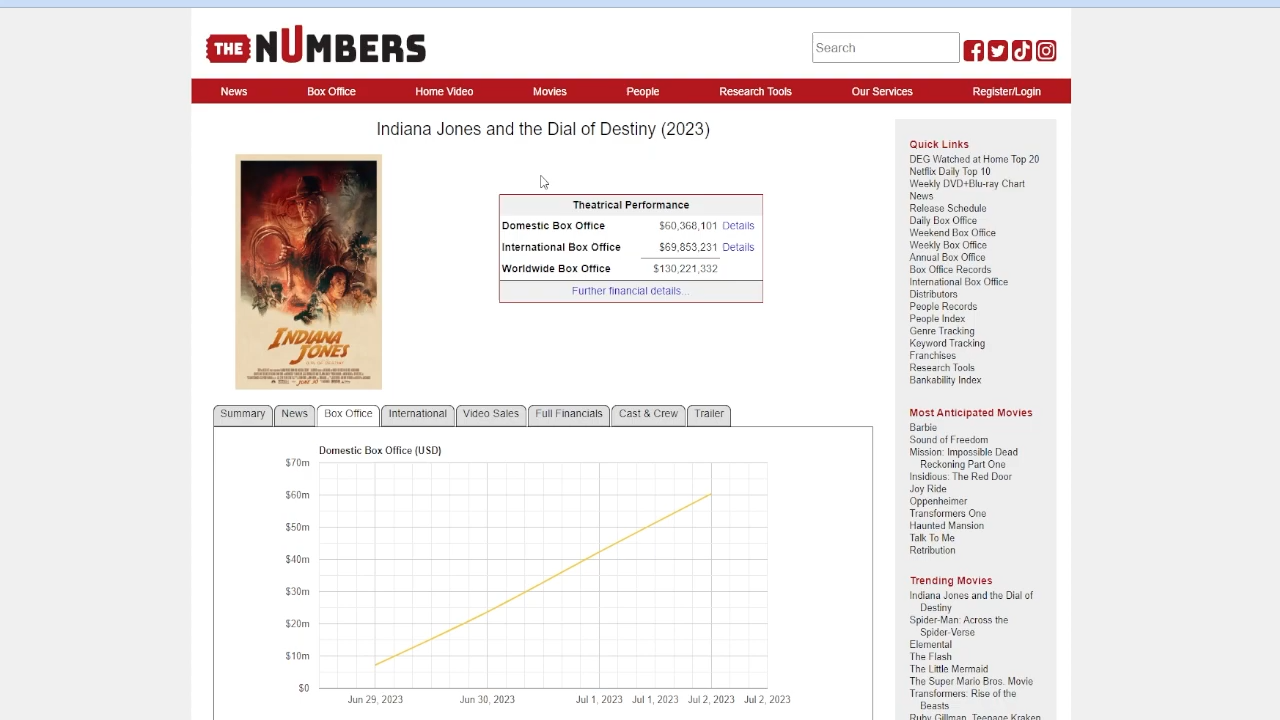 THE NUMBERS
Search
News Box Office Home Video Movies People Research Tools Our Services Register/Login
Indiana Jones and the Dial of Destiny (2023)
INDIANA
JONES
Theatrical Performance
Domestic Box Office $60,368,101 Details
International Box Office $69,853,231 Details
Worldwide Box Office $130,221,332
Further financial details...
Summary News Box Office International Video Sales Full Financials Cast & Crew Trailer
Domestic Box Office (USD)
$70m
$60m
$50m
$40m
$30m
$20m
$10m
$0
Jun 29, 2023 Jun 30, 2023 Jul 1, 2023 Jul 1, 2023 Jul 2, 2023 Jul 2, 2023
Quick Links
DEG Watched at Home Top 20
Netflix Daily Top 10
Weekly DVD+Blu-ray Chart
News
Release Schedule
Daily Box Office
Weekend Box Office
Weekly Box Office
Annual Box Office
Box Office Records
International Box Office
Distributors
People Records
People Index
Genre Tracking
Keyword Tracking
Franchises
Research Tools
Bankability Index
Most Anticipated Movies
Barbie
Sound of Freedom
Mission: Impossible Dead
Reckoning Part One
Insidious: The Red Door
Joy Ride
Oppenheimer
Transformers One
Haunted Mansion
Talk To Me
Retribution
Trending Movies
Indiana Jones and the Dial of
Destiny
Spider-Man: Across the
Spider-Verse
Elemental
The Flash
The Little Mermaid
The Super Mario Bros. Movie
Transformers: Rise of the
Beasts
Ruby Gillman, Teenage Kraken